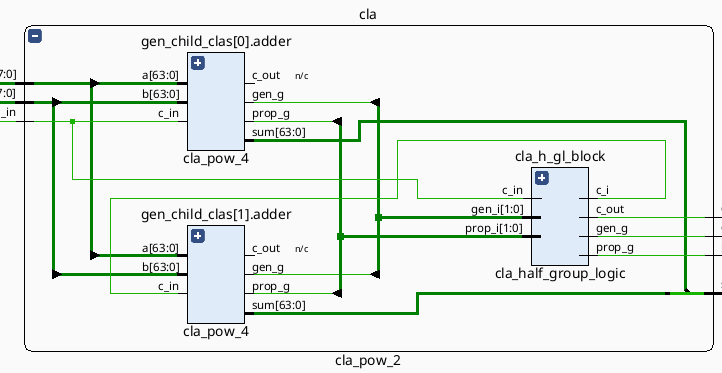 cla
gen_child_clas[0].adder
7:0] a[63:0] c_out n/c
7:0] b[63:0] gen_g
_in c_in prop_g
sum[63:0]
cla_pow_4
cla_h_gl_block
c_in c_i
gen_i[1:0] c_out
prop_i[1:0] gen_g
prop_g
cla_half_group_logic
gen_child_clas[1].adder
a[63:0] c_out n/c
b[63:0] gen_g
c_in prop_g
sum[63:0]
cla_pow_4
cla_pow_2